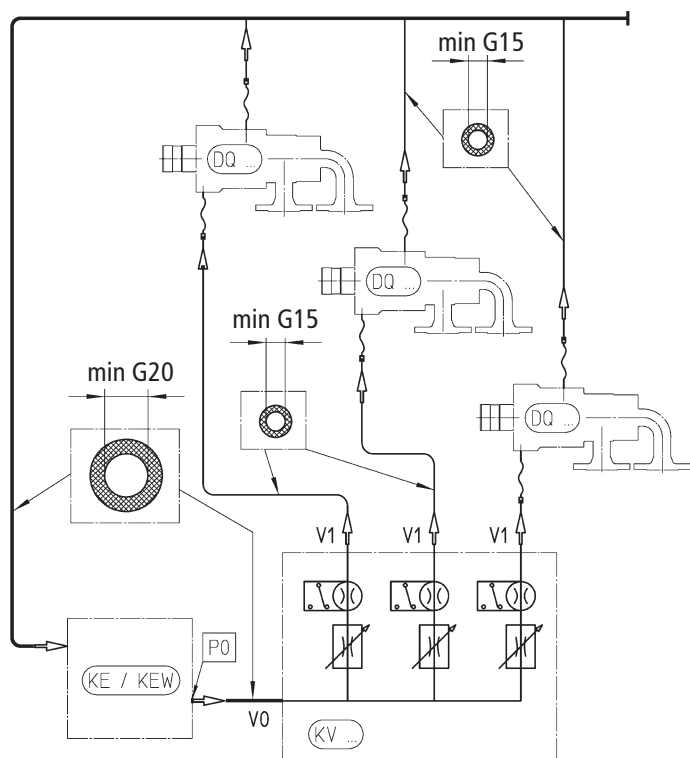 min G15
DQ ...
DQ ...
min G15
min G20
DQ ...
V1
V1
V1
P0
KE / KEW
V0
KV ...